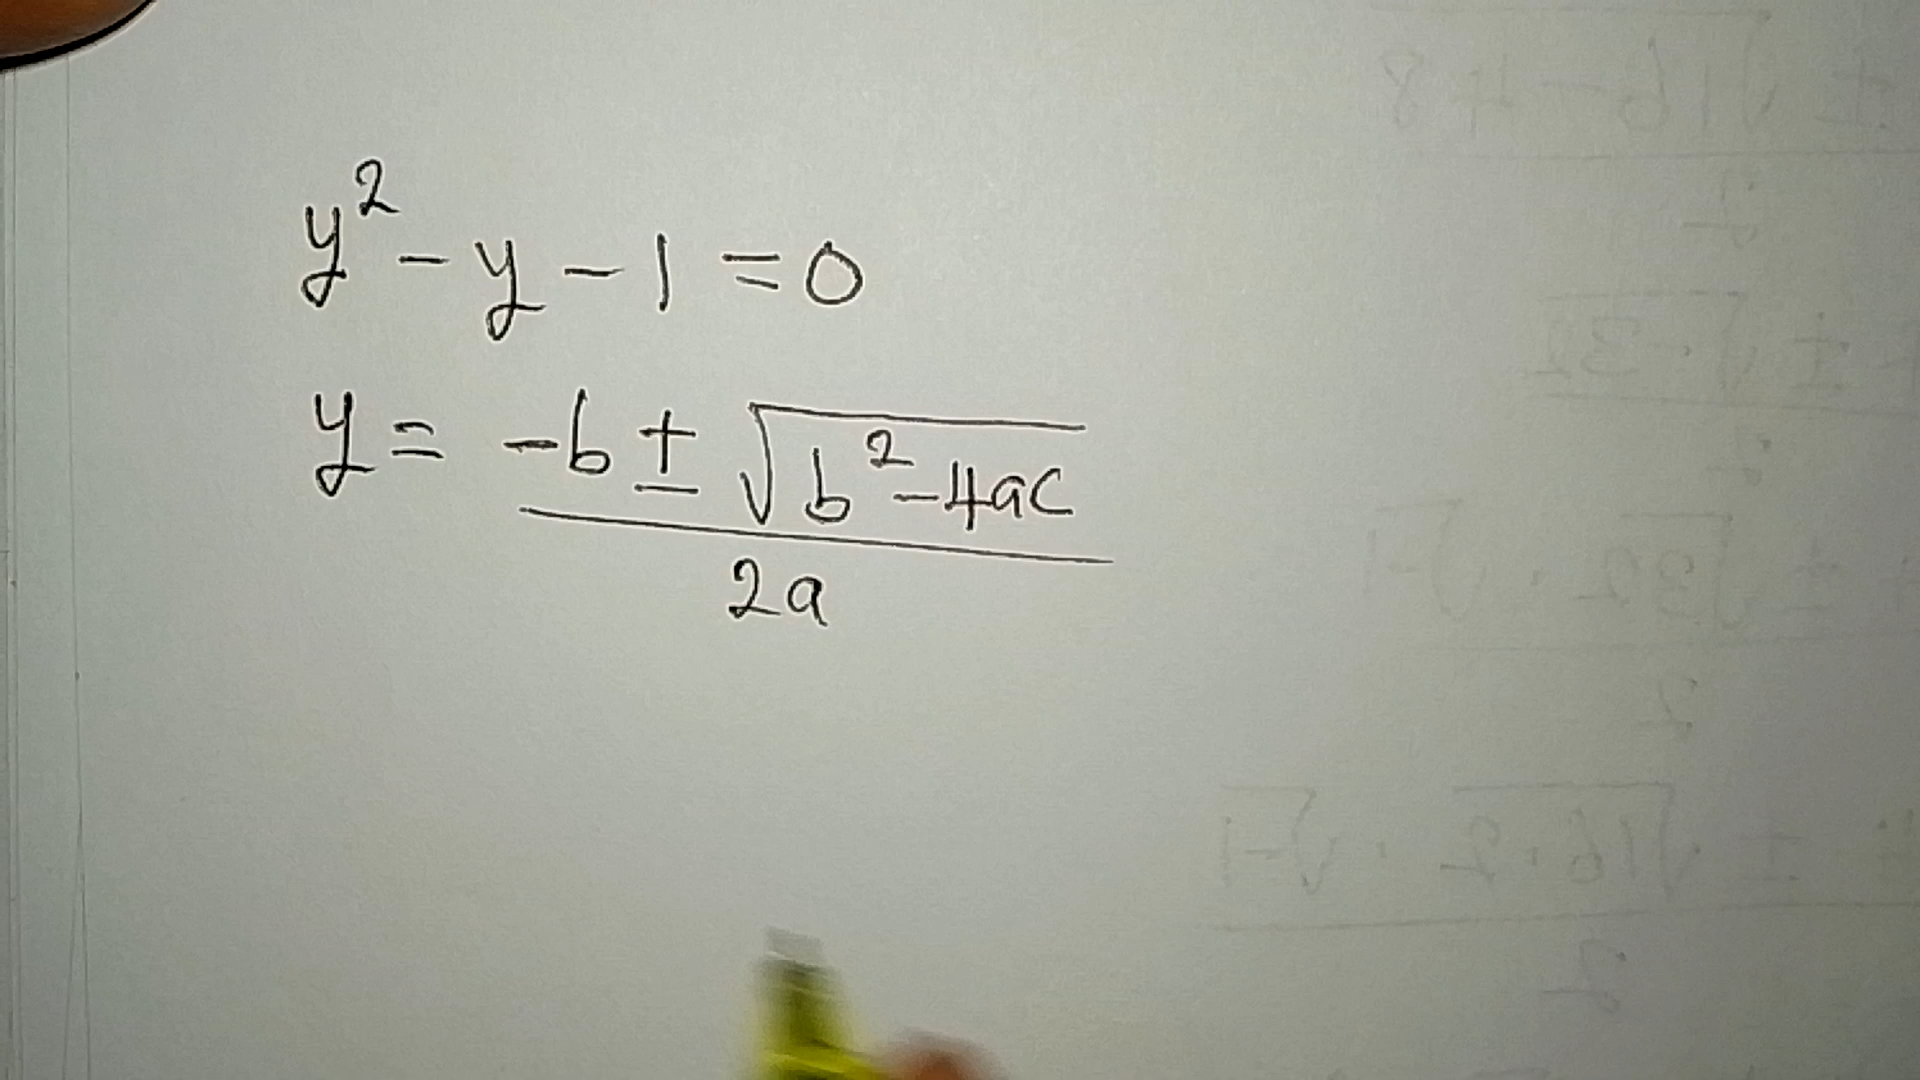 y² - y - 1 = 0
y = (-b ± √(b² - 4ac)) / 2a